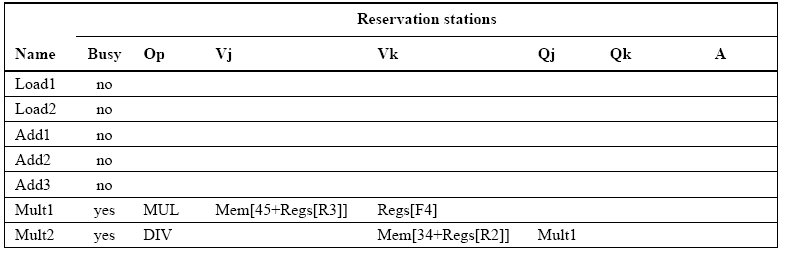 Reservation stations
Name Busy Op Vj Vk Qj Qk A
Load1 no
Load2 no
Add1 no
Add2 no
Add3 no
Mult1 yes MUL Mem[45+Regs[R3]] Regs[F4]
Mult2 yes DIV Mem[34+Regs[R2]] Mult1